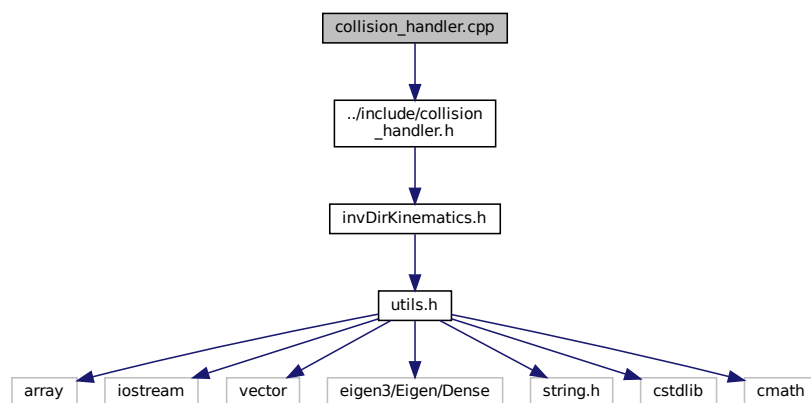 collision_handler.cpp
../include/collision
_handler.h
invDirKinematics.h
utils.h
array
iostream
vector
eigen3/Eigen/Dense
string.h
cstdlib
cmath